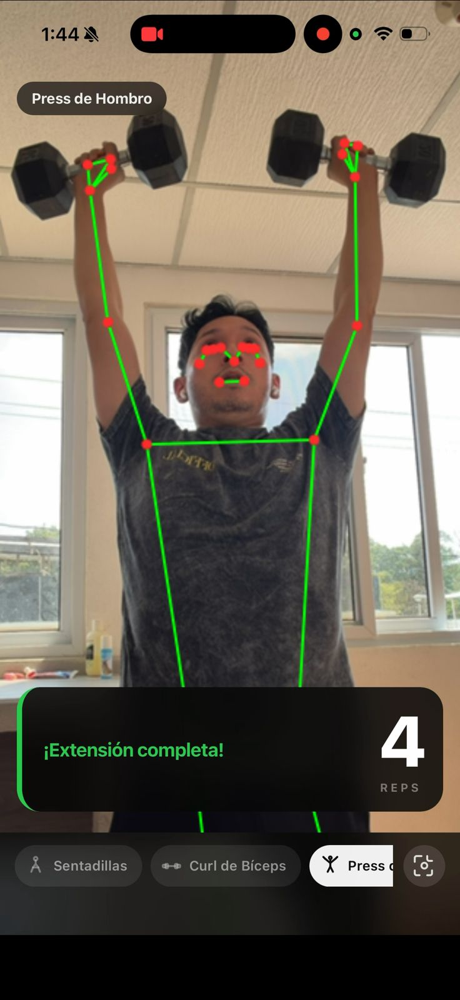 1:44
Press de Hombro
¡Extensión completa!
4
REPS
Sentadillas
Curl de Bíceps
Press